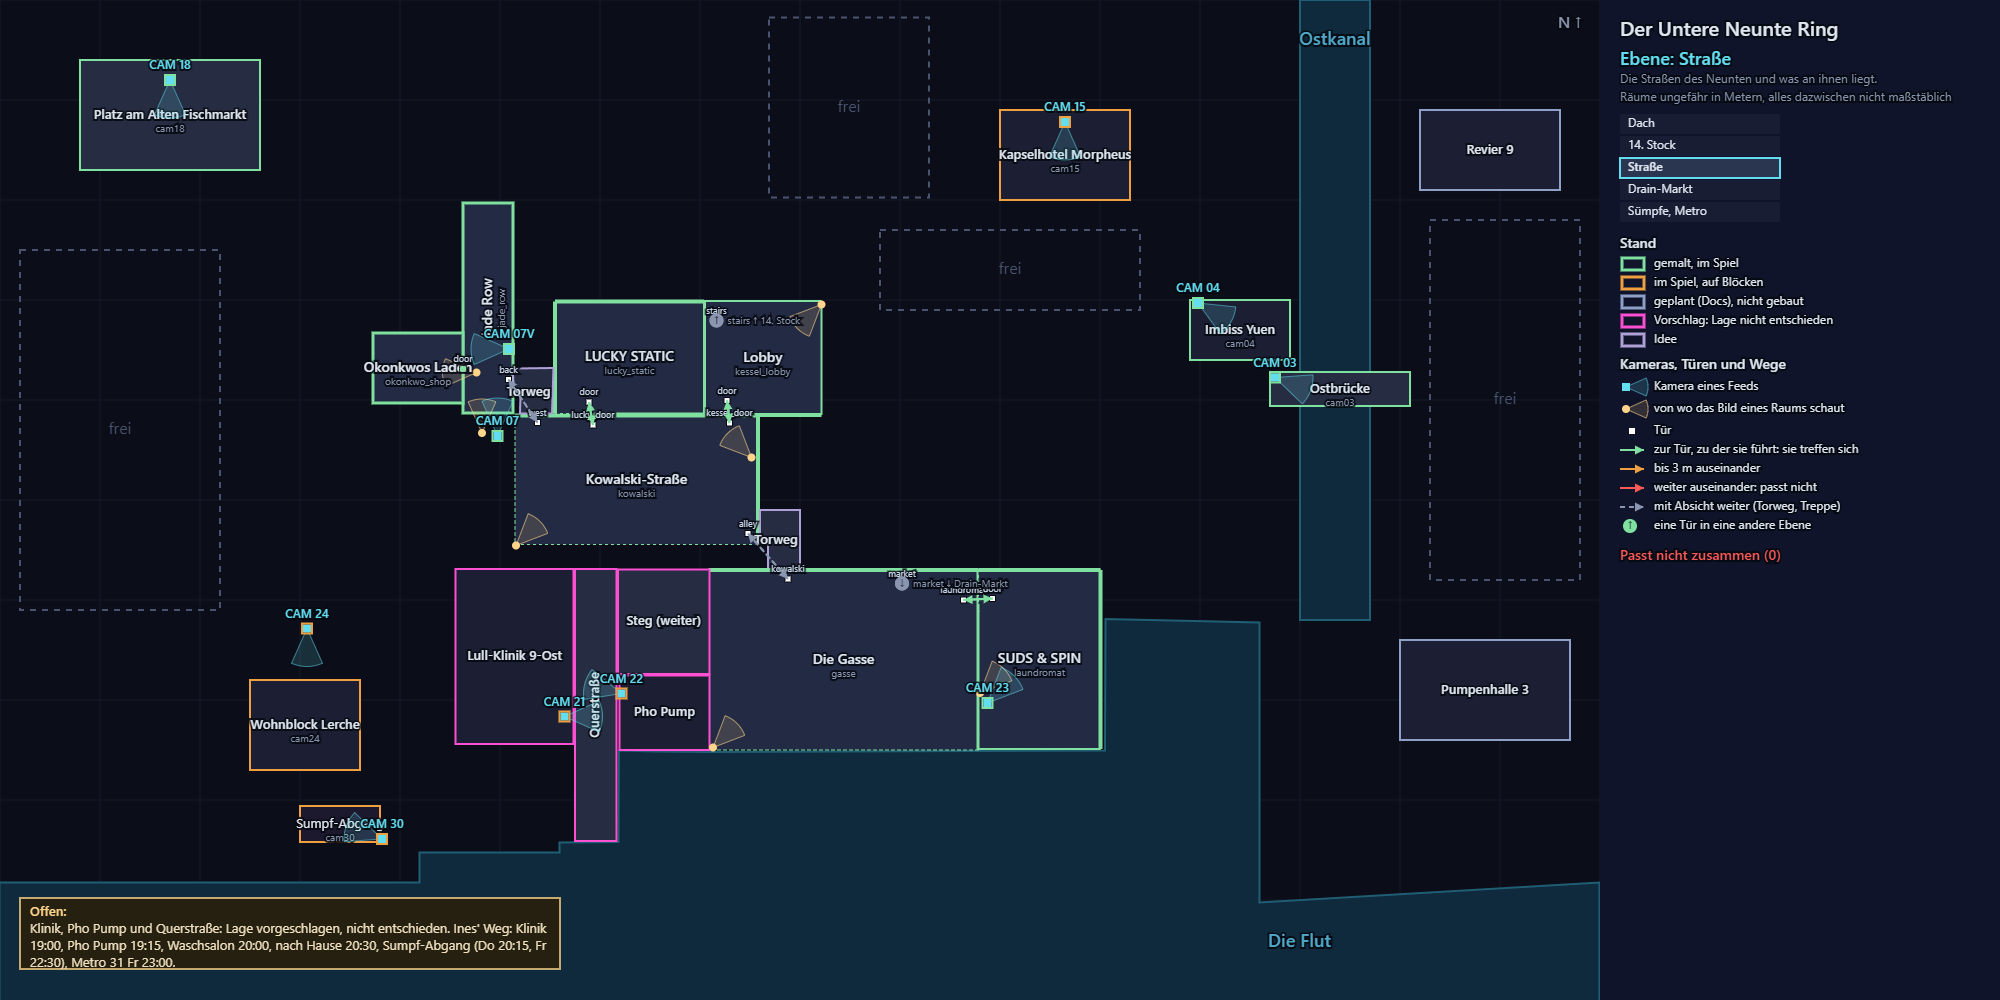 Ostkanal
N ↑
CAM 18
Platz am Alten Fischmarkt
cam18
frei
CAM 15
Kapselhotel Morpheus
cam15
Revier 9
frei
frei
frei
CAM 04
Imbiss Yuen
cam04
CAM 03
Ostbrücke
cam03
CAM 07V
door
Okonkwos Laden
okonkwo_shop
back
Torweg
CAM 07
LUCKY STATIC
lucky_static
door
stairs
stairs ↑ 14. Stock
Lobby
kessel_lobby
door
Kowalski-Straße
kowalski
alley
Torweg
kowalski
market
market ↓ Drain-Markt
CAM 24
Wohnblock Lerche
cam24
CAM 30
cam30
Lull-Klinik 9-Ost
CAM 21
Querstraße
CAM 22
Steg (weiter)
Pho Pump
Die Gasse
gasse
SUDS & SPIN
laundromat
CAM 23
Pumpenhalle 3
Die Flut
Offen:
Klinik, Pho Pump und Querstraße: Lage vorgeschlagen, nicht entschieden. Ines' Weg: Klinik
19:00, Pho Pump 19:15, Waschsalon 20:00, nach Hause 20:30, Sumpf-Abgang (Do 20:15, Fr
22:30), Metro 31 Fr 23:00.
Der Untere Neunte Ring
Ebene: Straße
Die Straßen des Neunten und was an ihnen liegt.
Räume ungefähr in Metern, alles dazwischen nicht maßstäblich
Dach
14. Stock
Straße
Drain-Markt
Sümpfe, Metro
Stand
gemalt, im Spiel
im Spiel, auf Blöcken
geplant (Docs), nicht gebaut
Vorschlag: Lage nicht entschieden
Idee
Kameras, Türen und Wege
Kamera eines Feeds
von wo das Bild eines Raums schaut
Tür
zur Tür, zu der sie führt: sie treffen sich
bis 3 m auseinander
weiter auseinander: passt nicht
mit Absicht weiter (Torweg, Treppe)
eine Tür in eine andere Ebene
Passt nicht zusammen (0)